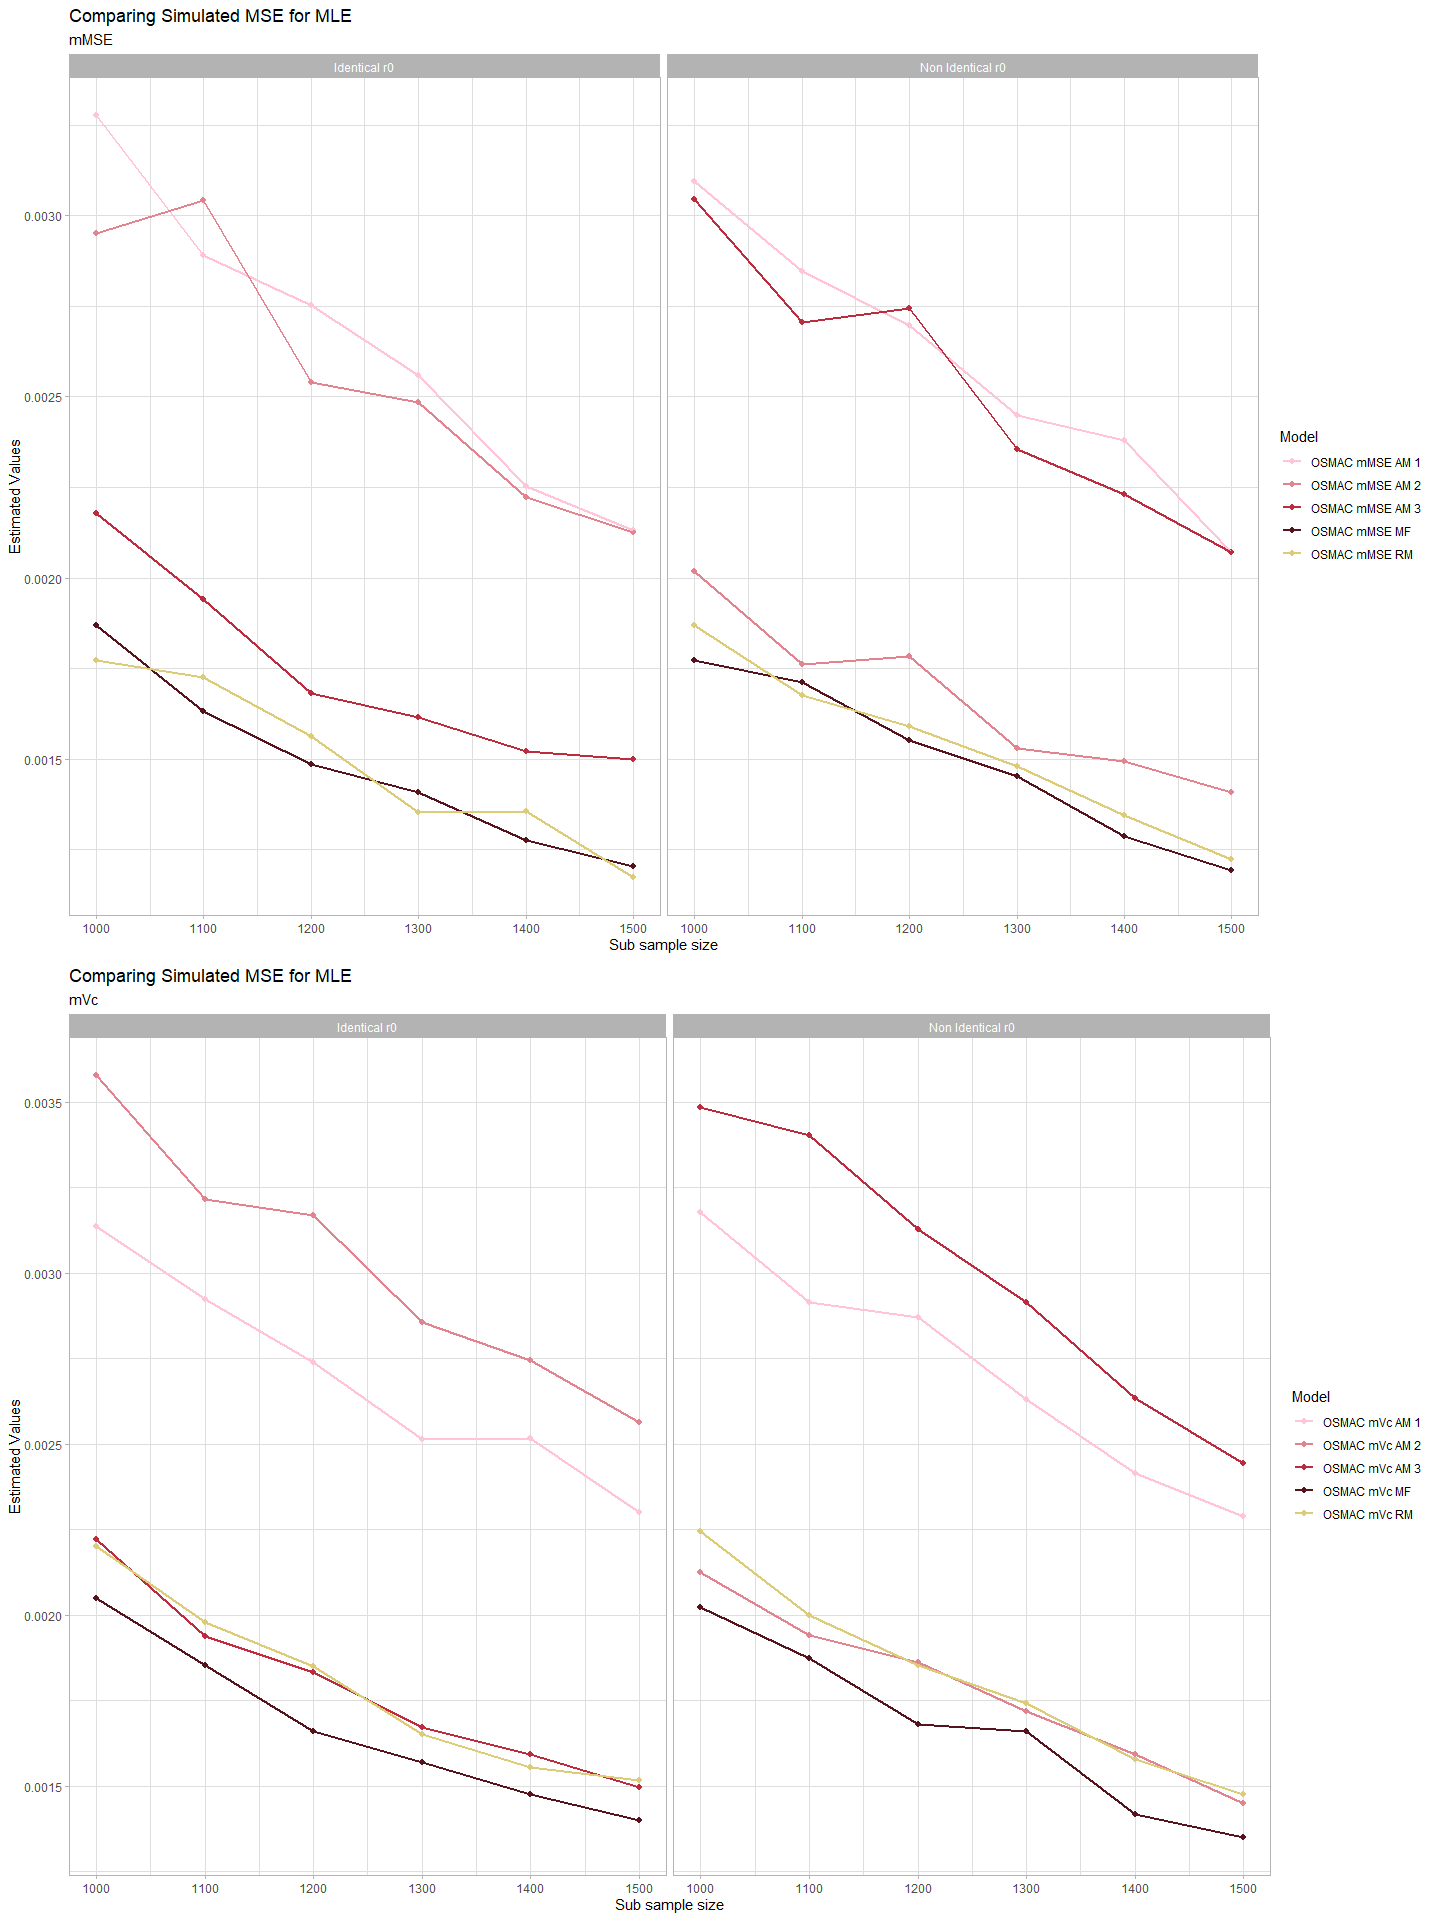 Comparing Simulated MSE for MLE
mMSE
Identical r0
Non Identical r0
0.0030
0.0025
0.0020
0.0015
Estimated Values
1000 1100 1200 1300 1400 1500
1000 1100 1200 1300 1400 1500
Sub sample size
Model
OSMAC mMSE AM 1
OSMAC mMSE AM 2
OSMAC mMSE AM 3
OSMAC mMSE MF
OSMAC mMSE RM
Comparing Simulated MSE for MLE
mVc
Identical r0
Non Identical r0
0.0035
0.0030
0.0025
0.0020
0.0015
Estimated Values
1000 1100 1200 1300 1400 1500
1000 1100 1200 1300 1400 1500
Sub sample size
Model
OSMAC mVc AM 1
OSMAC mVc AM 2
OSMAC mVc AM 3
OSMAC mVc MF
OSMAC mVc RM